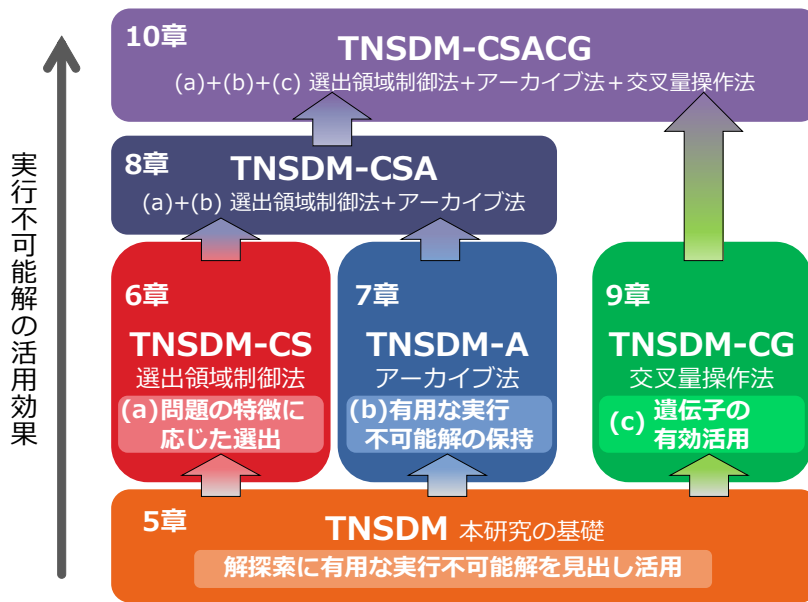 10章
TNSDM-CSACG
(a)+(b)+(c) 選出領域制御法+アーカイブ法＋交叉量操作法
8章
TNSDM-CSA
(a)+(b) 選出領域制御法+アーカイブ法
実行不可能解の活用効果
6章
TNSDM-CS
選出領域制御法
(a)問題の特徴に
応じた選出
7章
TNSDM-A
アーカイブ法
(b)有用な実行
不可能解の保持
9章
TNSDM-CG
交叉量操作法
(c) 遺伝子の
有効活用
5章
TNSDM 本研究の基礎
解探索に有用な実行不可能解を見出し活用